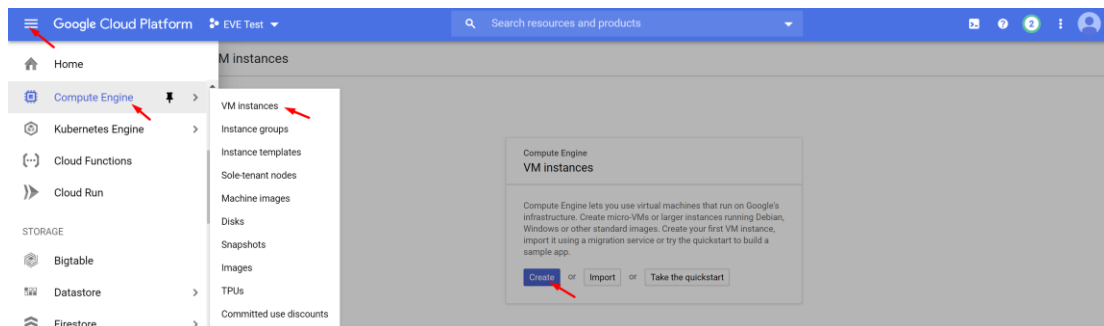 Google Cloud Platform EVE Test Search resources and products 2
Home
VM instances
Compute Engine
Kubernetes Engine
Cloud Functions
Cloud Run
STORAGE
Bigtable
Datastore
Firestore
VM instances
Instance groups
Instance templates
Sole-tenant nodes
Machine images
Disks
Snapshots
Images
TPUs
Committed use discounts
Compute Engine
VM instances
Compute Engine lets you use virtual machines that run on Google's
infrastructure. Create micro-VMs or larger instances running Debian,
Windows or other standard images. Create your first VM instance,
import it using a migration service or try the quickstart to build a
sample app.
Create or Import or Take the quickstart